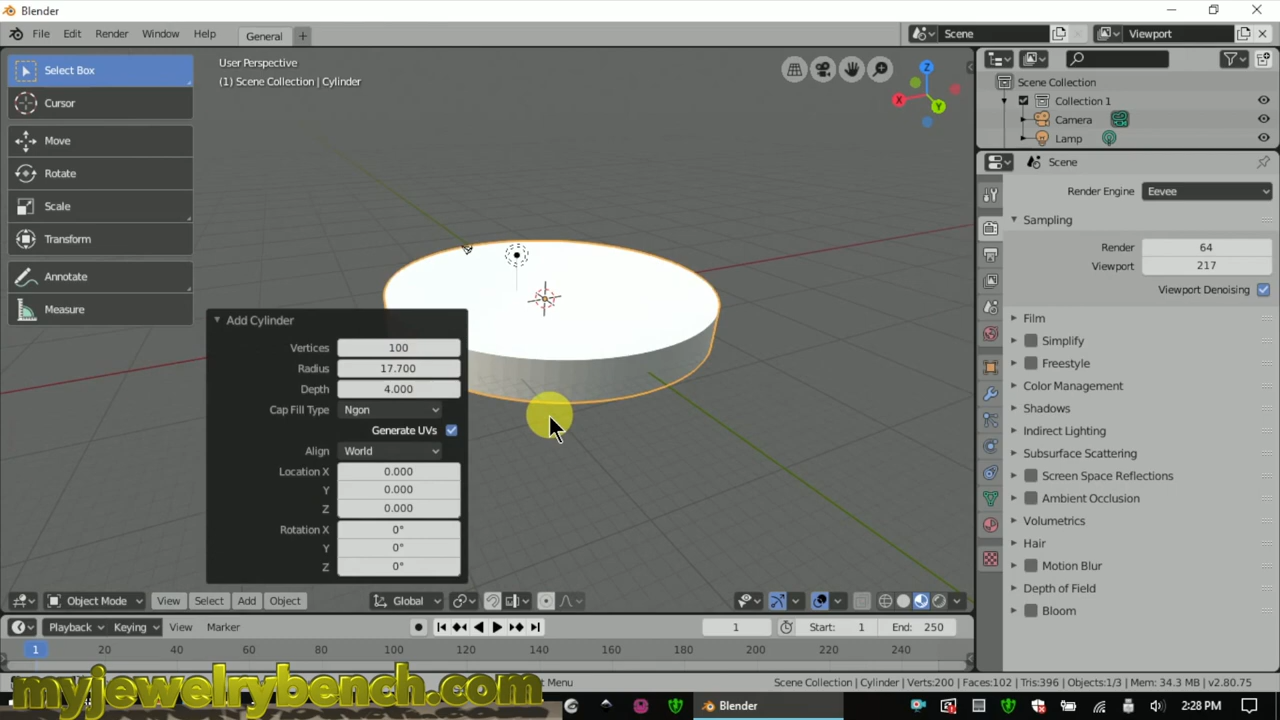 Blender
File Edit Render Window Help General + Scene Viewport
Select Box
Cursor
Move
Rotate
Scale
Transform
Annotate
Measure
User Perspective
(1) Scene Collection | Cylinder
Z
X
Y
Add Cylinder
Vertices 100
Radius 17.700
Depth 4.000
Cap Fill Type Ngon
Generate UVs
Align World
Location X 0.000
Y 0.000
Z 0.000
Rotation X 0°
Y 0°
Z 0°
Scene Collection
Collection 1
Camera
Lamp
Scene
Render Engine Eevee
Sampling
Render 64
Viewport 217
Viewport Denoising
Film
Simplify
Freestyle
Color Management
Shadows
Indirect Lighting
Subsurface Scattering
Screen Space Reflections
Ambient Occlusion
Volumetrics
Hair
Motion Blur
Depth of Field
Bloom
Object Mode View Select Add Object Global
Playback Keying View Marker 1 Start: 1 End: 250
1 20 40 60 80 100 120 140 160 180 200 220 240
Menu Scene Collection | Cylinder | Verts:200 | Faces:102 | Tris:396 | Objects:1/3 | Mem: 34.3 MB | v2.80.75
myjewelrybench.com
Blender 2:28 PM